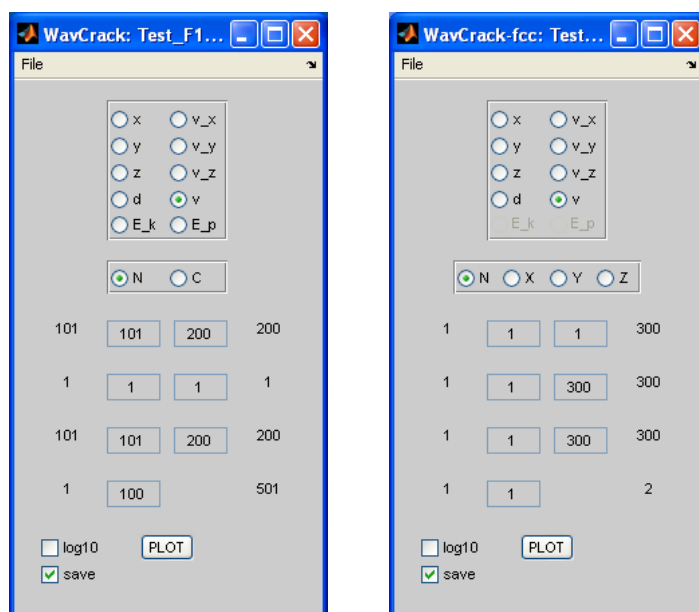 WavCrack: Test_F1...
File
x v_x
y v_y
z v_z
d v
E_k E_p
N C
101 101 200 200
1 1 1 1
101 101 200 200
1 100 501
log10 PLOT
save
WavCrack-fcc: Test...
File
x v_x
y v_y
z v_z
d v
E_k E_p
N X Y Z
1 1 1 300
1 1 300 300
1 1 300 300
1 1 2
log10 PLOT
save